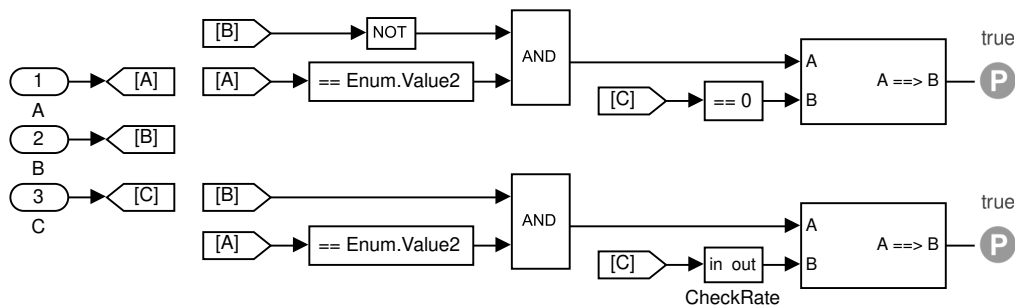 1
A
[A]
2
B
[B]
3
C
[C]
[B]
NOT
[A]
== Enum.Value2
AND
[C]
== 0
A
B
A ==> B
true
P
[B]
[A]
== Enum.Value2
AND
[C]
in out
CheckRate
A
B
A ==> B
true
P